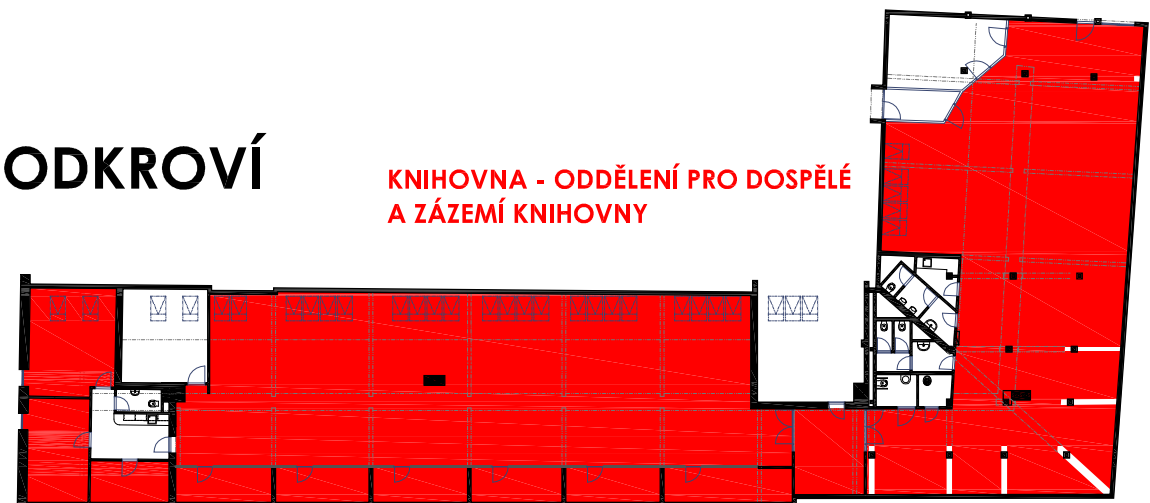 ODKROVÍ
KNIHOVNA - ODDĚLENÍ PRO DOSPĚLÉ
A ZÁZEMÍ KNIHOVNY